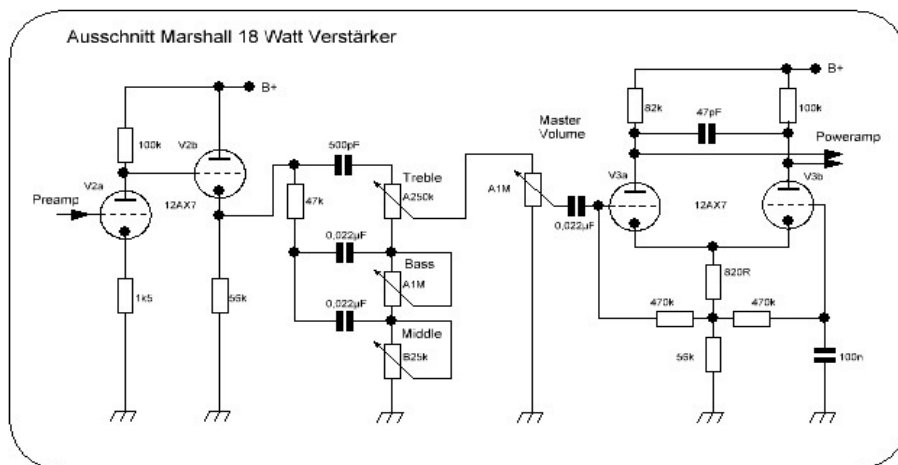 Ausschnitt Marshall 18 Watt Verstärker
B+
B+
82k
100k
47pF
100k
V2b
500pF
Master
Volume
Poweramp
V2a
Treble
V3a
V3b
Preamp
12AX7
47k
A250k
A1M
12AX7
0,022µF
0,022µF
Bass
820R
1k5
56k
A1M
0,022µF
470k
470k
Middle
B25k
56k
100n